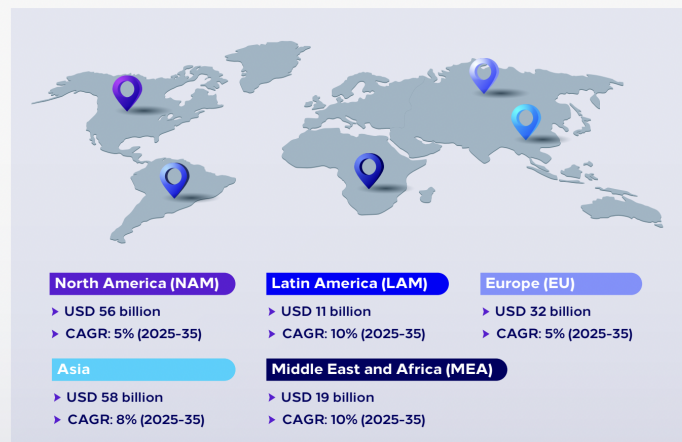 North America (NAM)
USD 56 billion
CAGR: 5% (2025-35)
Latin America (LAM)
USD 11 billion
CAGR: 10% (2025-35)
Europe (EU)
USD 32 billion
CAGR: 5% (2025-35)
Asia
USD 58 billion
CAGR: 8% (2025-35)
Middle East and Africa (MEA)
USD 19 billion
CAGR: 10% (2025-35)